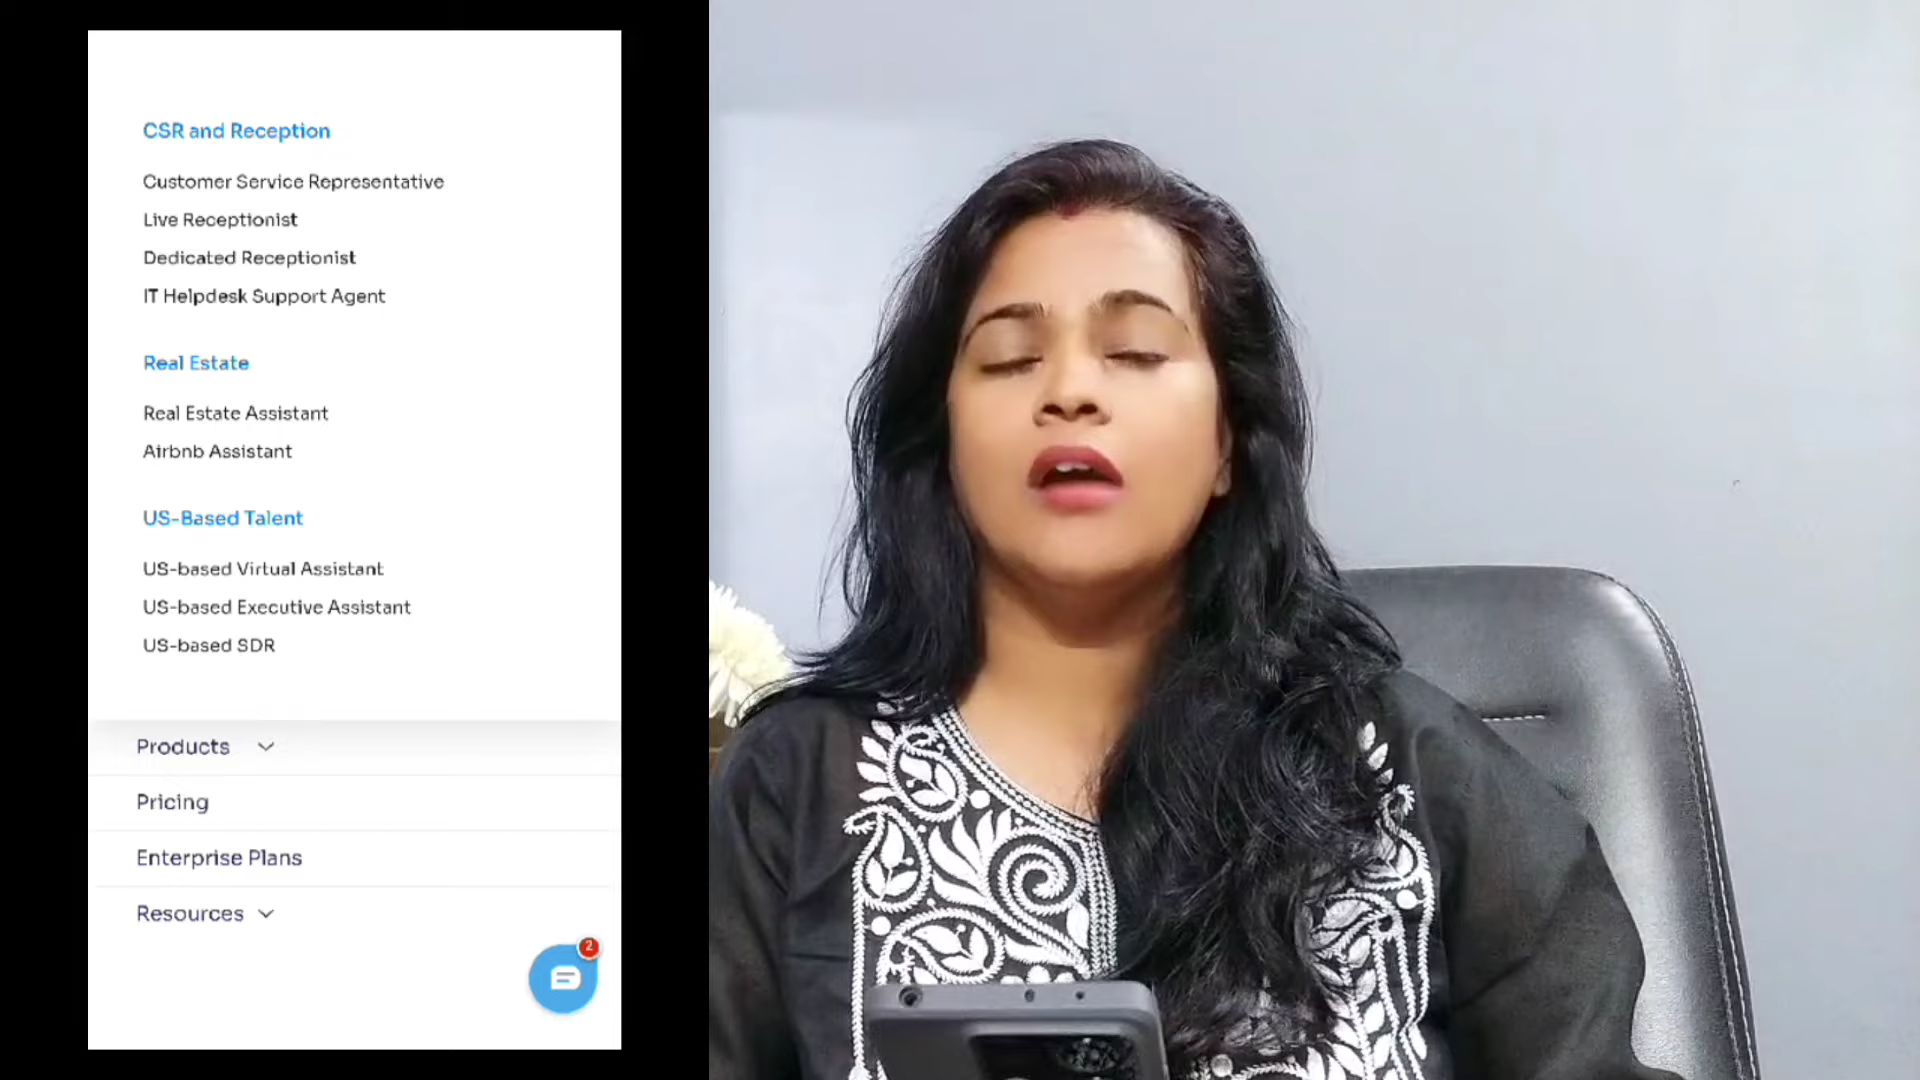 CSR and Reception
Customer Service Representative
Live Receptionist
Dedicated Receptionist
IT Helpdesk Support Agent
Real Estate
Real Estate Assistant
Airbnb Assistant
US-Based Talent
US-based Virtual Assistant
US-based Executive Assistant
US-based SDR
Products
Pricing
Enterprise Plans
Resources
2